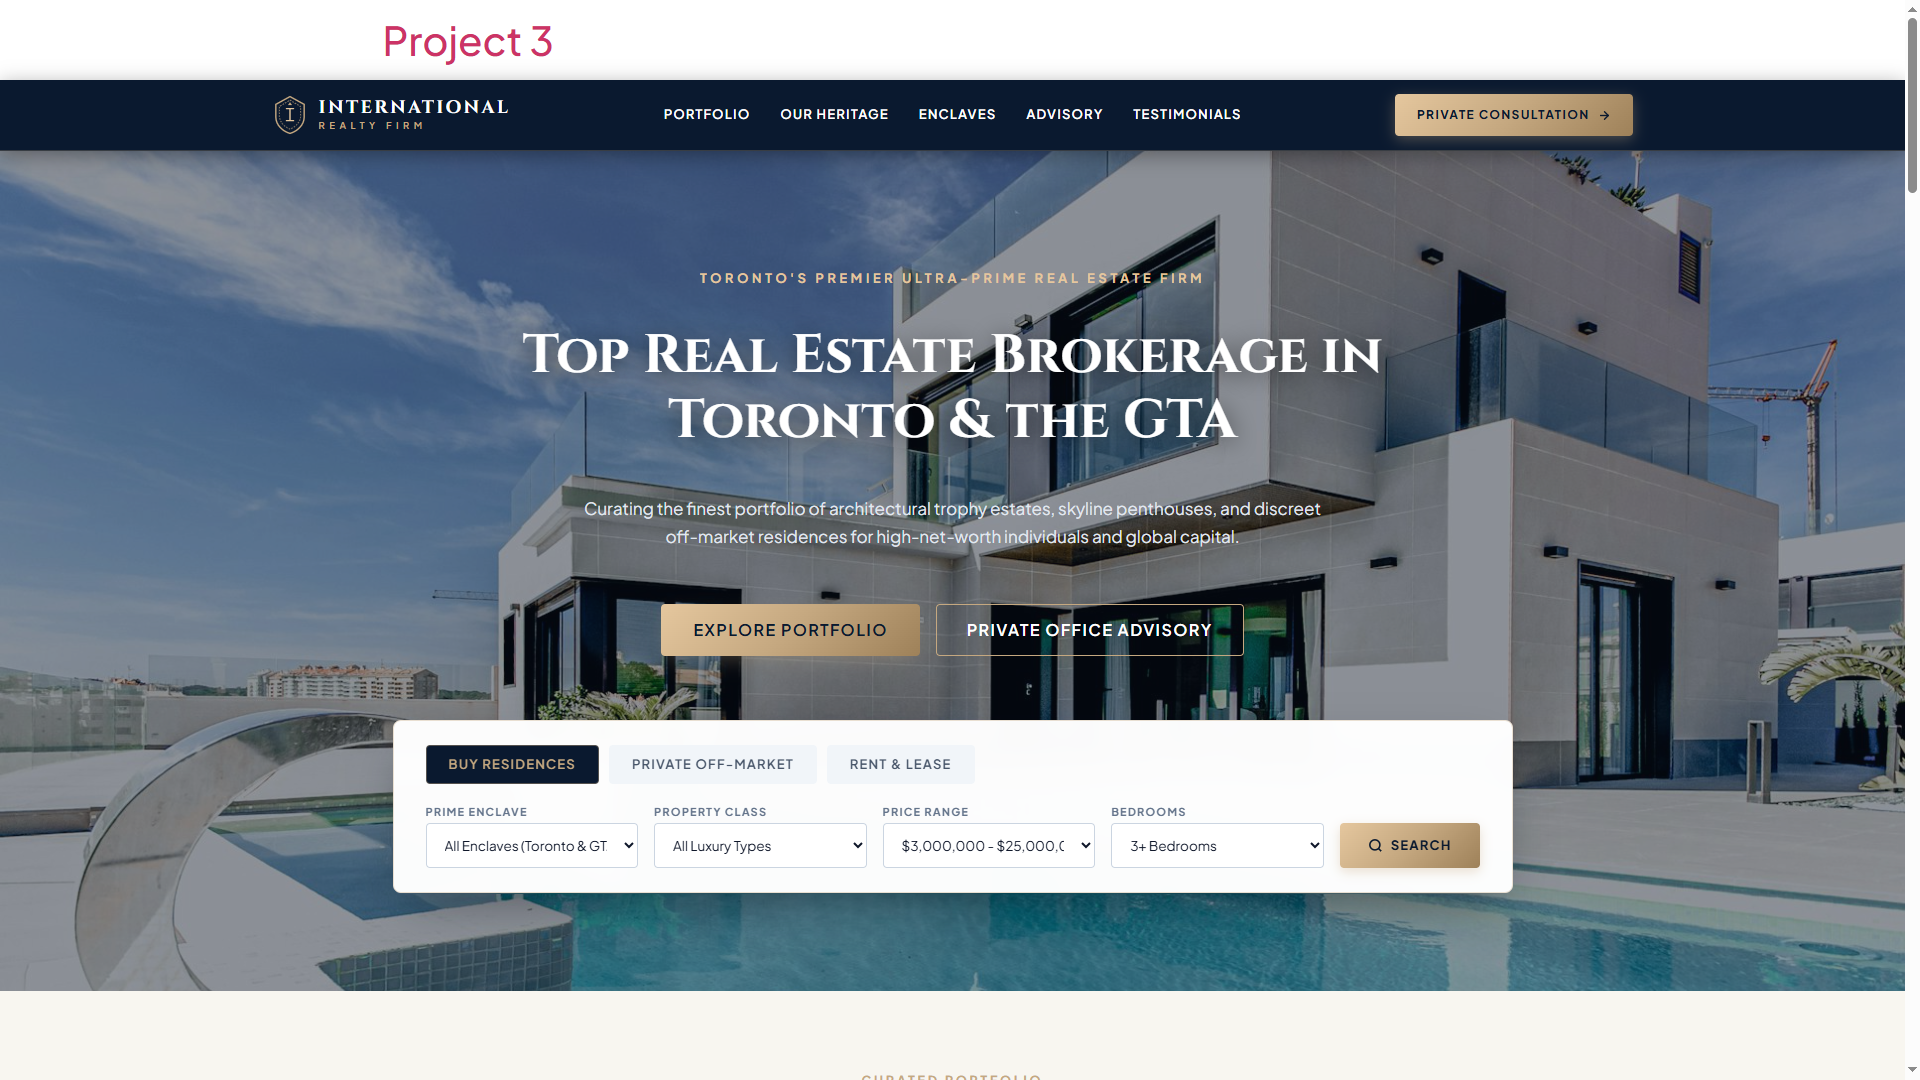 Project 3
INTERNATIONAL
REALTY FIRM
PORTFOLIO
OUR HERITAGE
ENCLAVES
ADVISORY
TESTIMONIALS
PRIVATE CONSULTATION
TORONTO'S PREMIER ULTRA-PRIME REAL ESTATE FIRM
Top Real Estate Brokerage in
Toronto & the GTA
Curating the finest portfolio of architectural trophy estates, skyline penthouses, and discreet
off-market residences for high-net-worth individuals and global capital.
EXPLORE PORTFOLIO
PRIVATE OFFICE ADVISORY
BUY RESIDENCES
PRIVATE OFF-MARKET
RENT & LEASE
PRIME ENCLAVE
PROPERTY CLASS
PRICE RANGE
BEDROOMS
All Enclaves (Toronto & GT
All Luxury Types
$3,000,000 - $25,000,0
3+ Bedrooms
SEARCH
CURATED PORTFOLIO